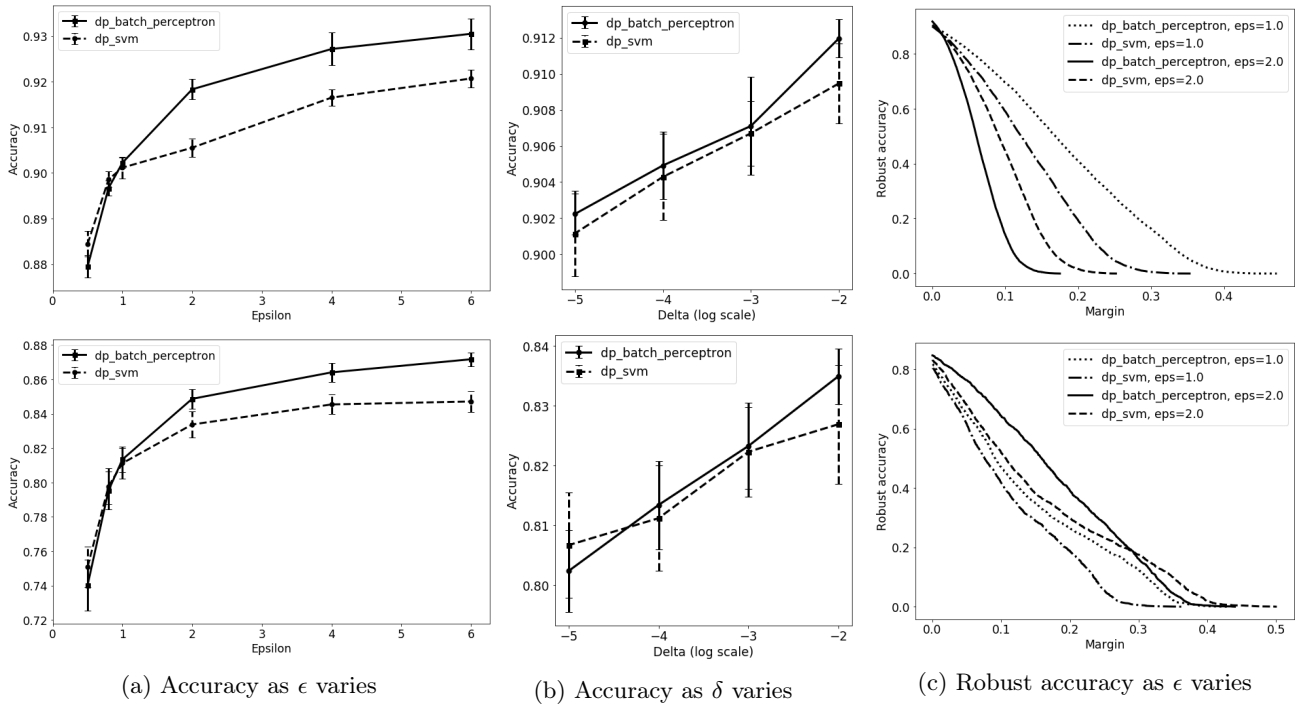 dp_batch_perceptron
dp_svm
0.93
0.92
0.91
0.90
0.89
0.88
Accuracy
0 1 2 3 4 5 6
Epsilon
dp_batch_perceptron
dp_svm
0.912
0.910
0.908
0.906
0.904
0.902
0.900
Accuracy
−5 −4 −3 −2
Delta (log scale)
dp_batch_perceptron, eps=1.0
dp_svm, eps=1.0
dp_batch_perceptron, eps=2.0
dp_svm, eps=2.0
0.8
0.6
0.4
0.2
0.0
Robust accuracy
0.0 0.1 0.2 0.3 0.4
Margin
dp_batch_perceptron
dp_svm
0.88
0.86
0.84
0.82
0.80
0.78
0.76
0.74
0.72
Accuracy
0 1 2 3 4 5 6
Epsilon
dp_batch_perceptron
dp_svm
0.84
0.83
0.82
0.81
0.80
Accuracy
−5 −4 −3 −2
Delta (log scale)
dp_batch_perceptron, eps=1.0
dp_svm, eps=1.0
dp_batch_perceptron, eps=2.0
dp_svm, eps=2.0
0.8
0.6
0.4
0.2
0.0
Robust accuracy
0.0 0.1 0.2 0.3 0.4 0.5
Margin
(a) Accuracy as ϵ varies
(b) Accuracy as δ varies
(c) Robust accuracy as ϵ varies